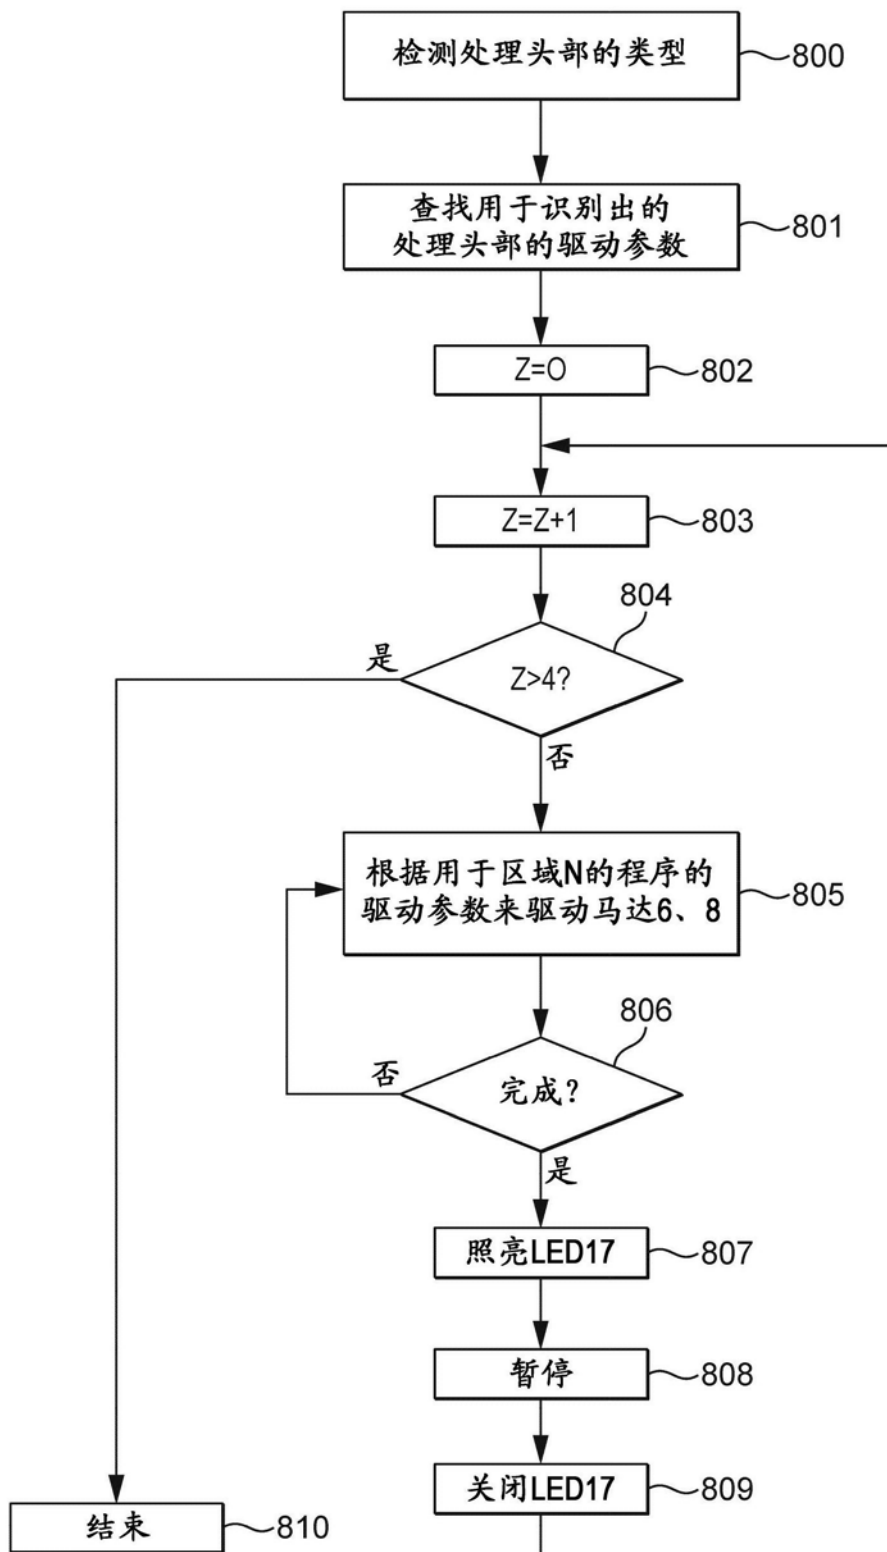 检测处理头部的类型
800
查找用于识别出的
处理头部的驱动参数
801
Z=O
802
Z=Z+1
803
804
是
Z>4?
否
根据用于区域N的程序的
驱动参数来驱动马达6、8
805
806
否
完成?
是
照亮LED17
807
暂停
808
关闭LED17
809
结束
810